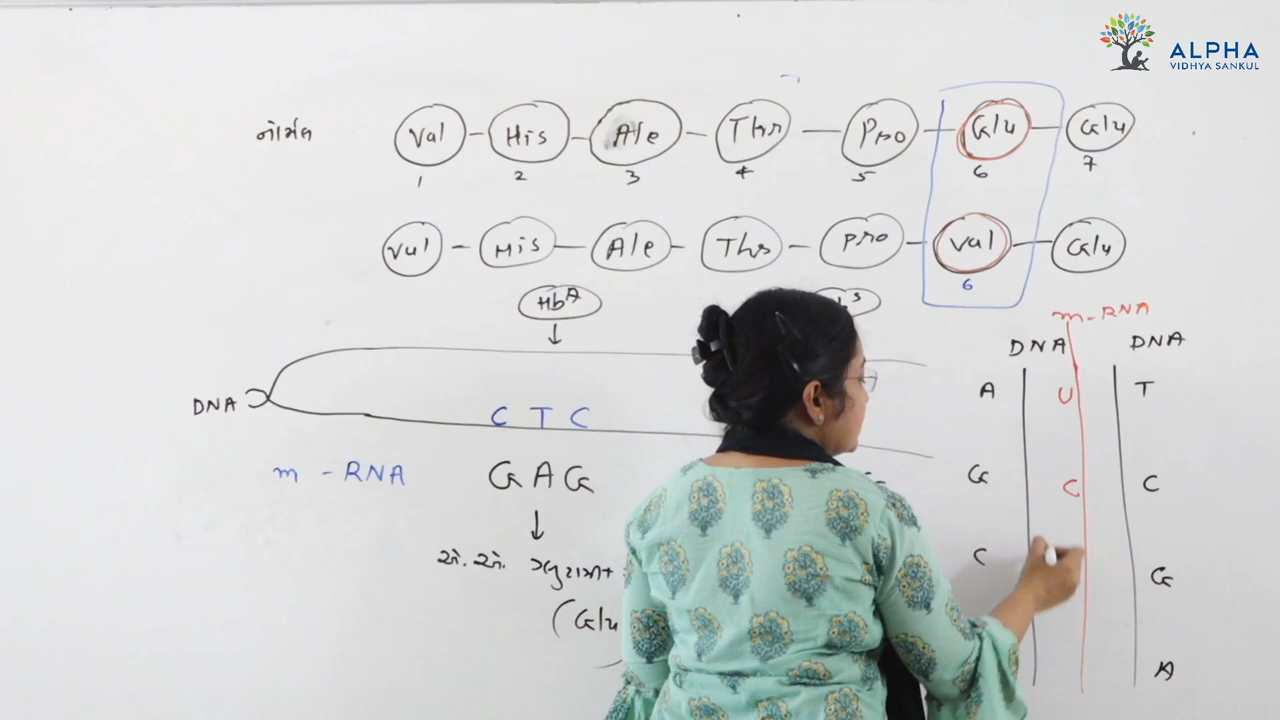 ALPHA
VIDHYA SANKUL
નોર્મલ Val - His - Ale - Thr - Pro - Glu - Glu
1 2 3 4 5 6 7
Val - His - Ale - Thr - Pro - Val - Glu
6
HbA
S
m-RNA
DNA DNA
DNA
A U T
C T C
m - RNA GAG
G C C
એ. એ.
C G
(Glu
A